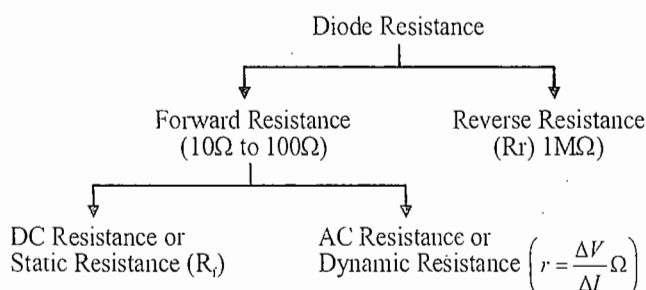 Diode Resistance
Forward Resistance
(10Ω to 100Ω)
Reverse Resistance
(Rr) 1MΩ)
DC Resistance or
Static Resistance (R_f)
AC Resistance or
Dynamic Resistance (r = ΔV/ΔI Ω)